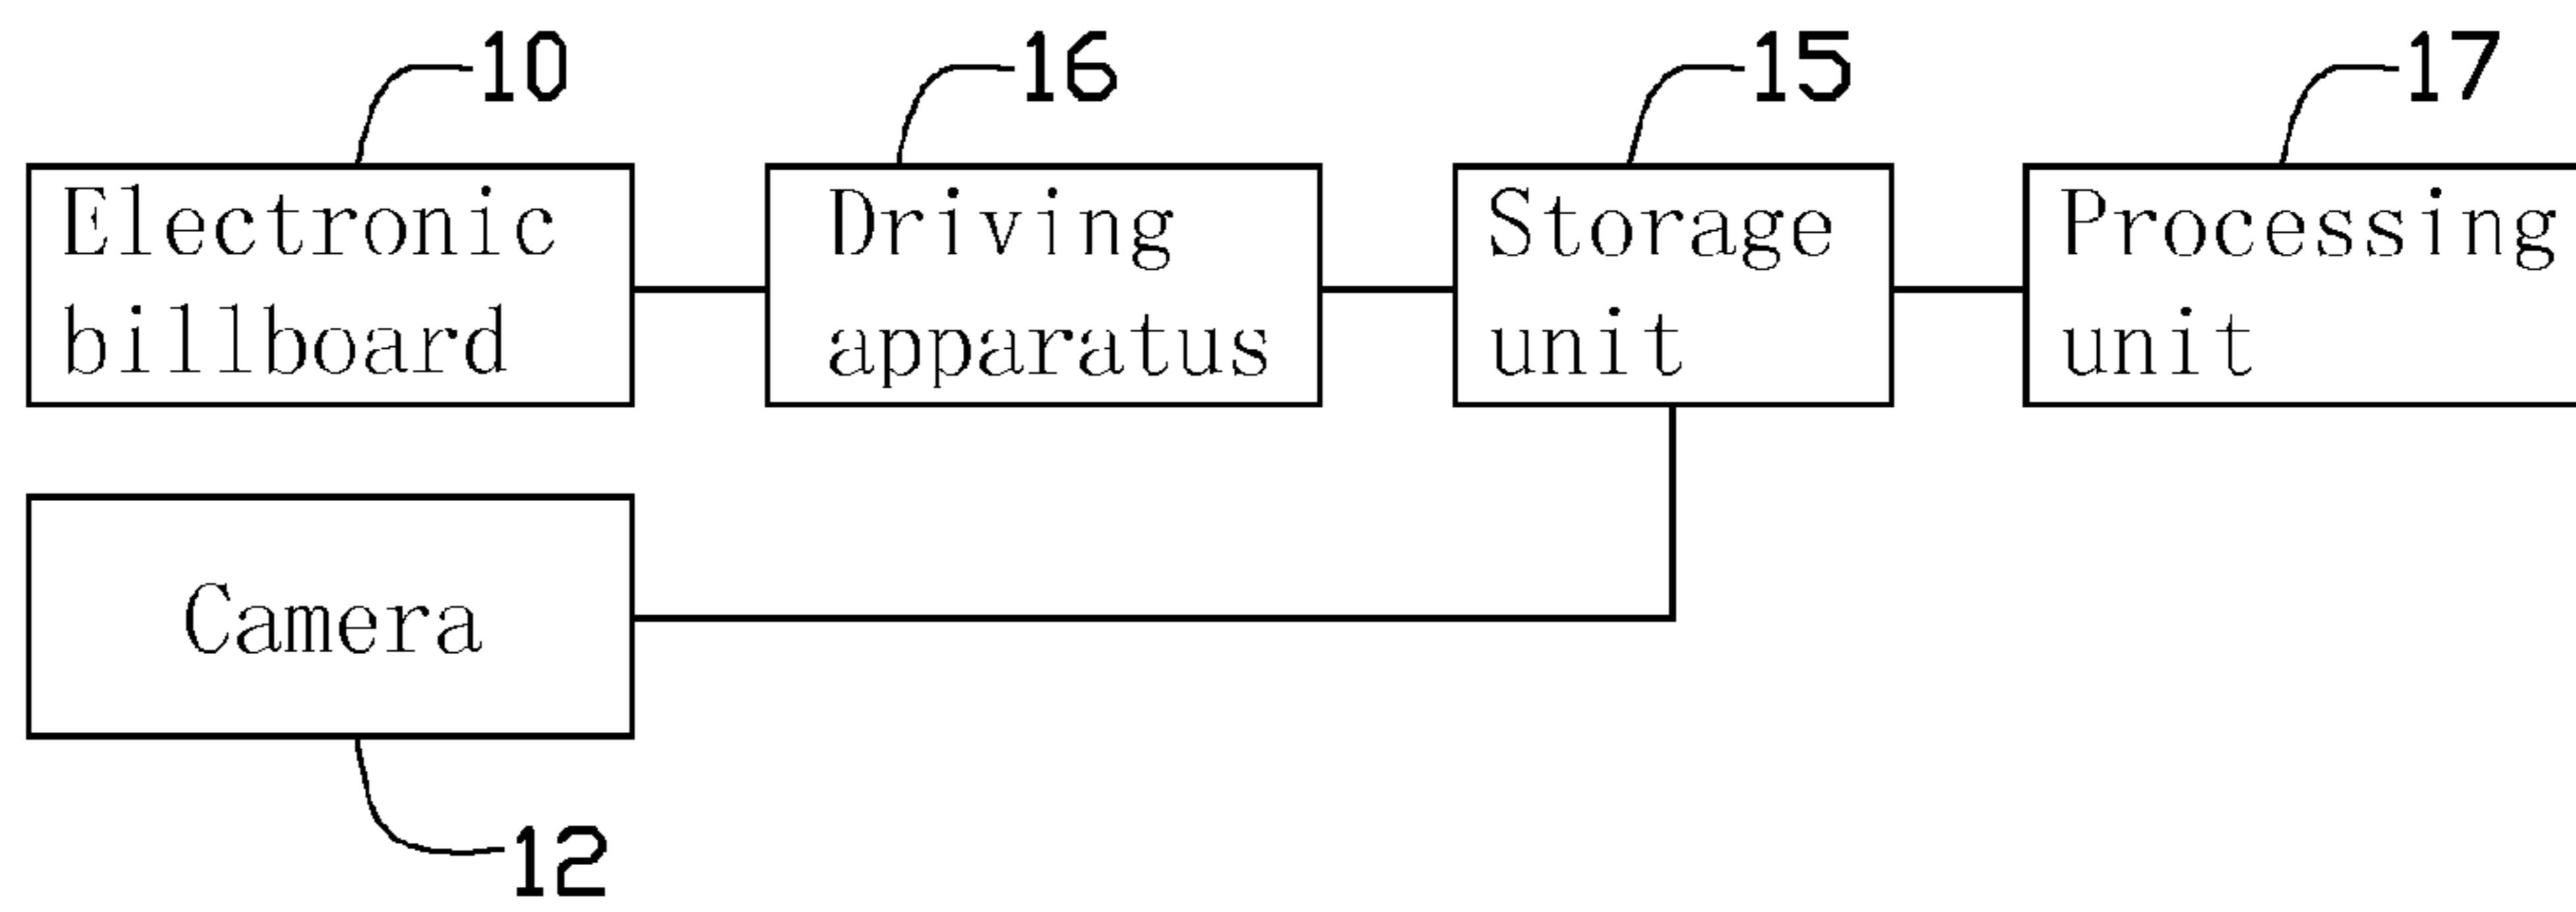 10
16
15
17
Electronic
billboard
Driving
apparatus
Storage
unit
Processing
unit
Camera
12